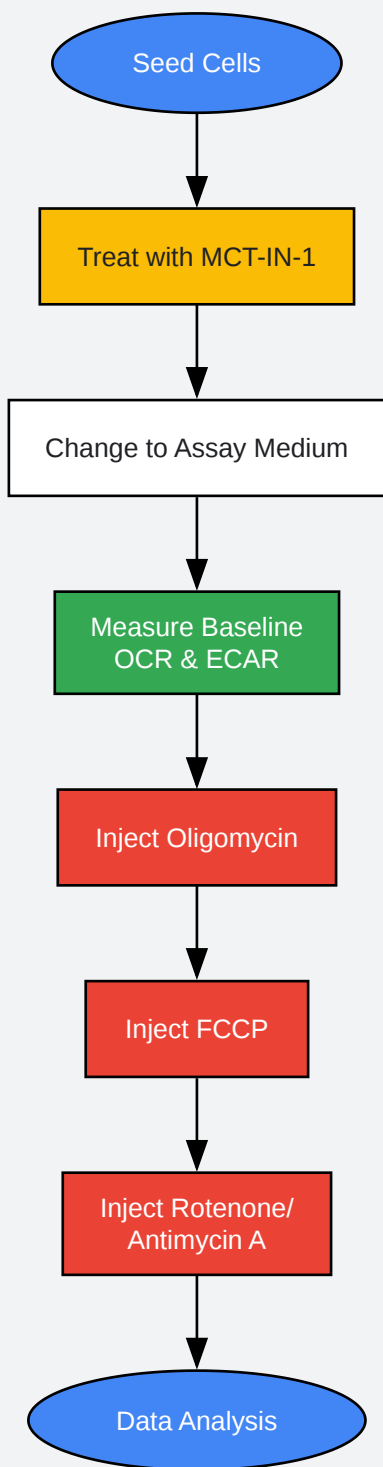 Seed Cells
Treat with MCT-IN-1
Change to Assay Medium
Measure Baseline
OCR & ECAR
Inject Oligomycin
Inject FCCP
Inject Rotenone/
Antimycin A
Data Analysis